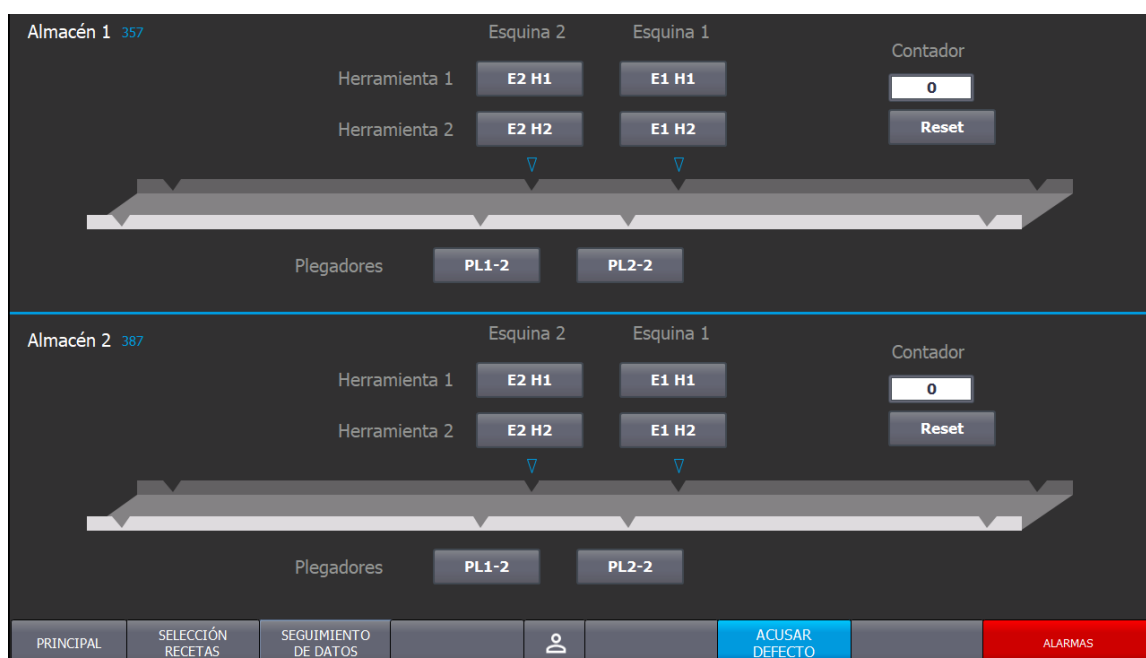 Almacén 1 357 Esquina 2 Esquina 1
Contador
Herramienta 1 E2 H1 E1 H1 0
Herramienta 2 E2 H2 E1 H2 Reset
Plegadores PL1-2 PL2-2
Almacén 2 387 Esquina 2 Esquina 1
Contador
Herramienta 1 E2 H1 E1 H1 0
Herramienta 2 E2 H2 E1 H2 Reset
Plegadores PL1-2 PL2-2
PRINCIPAL
SELECCIÓN
RECETAS
SEGUIMIENTO
DE DATOS
ACUSAR
DEFECTO
ALARMAS